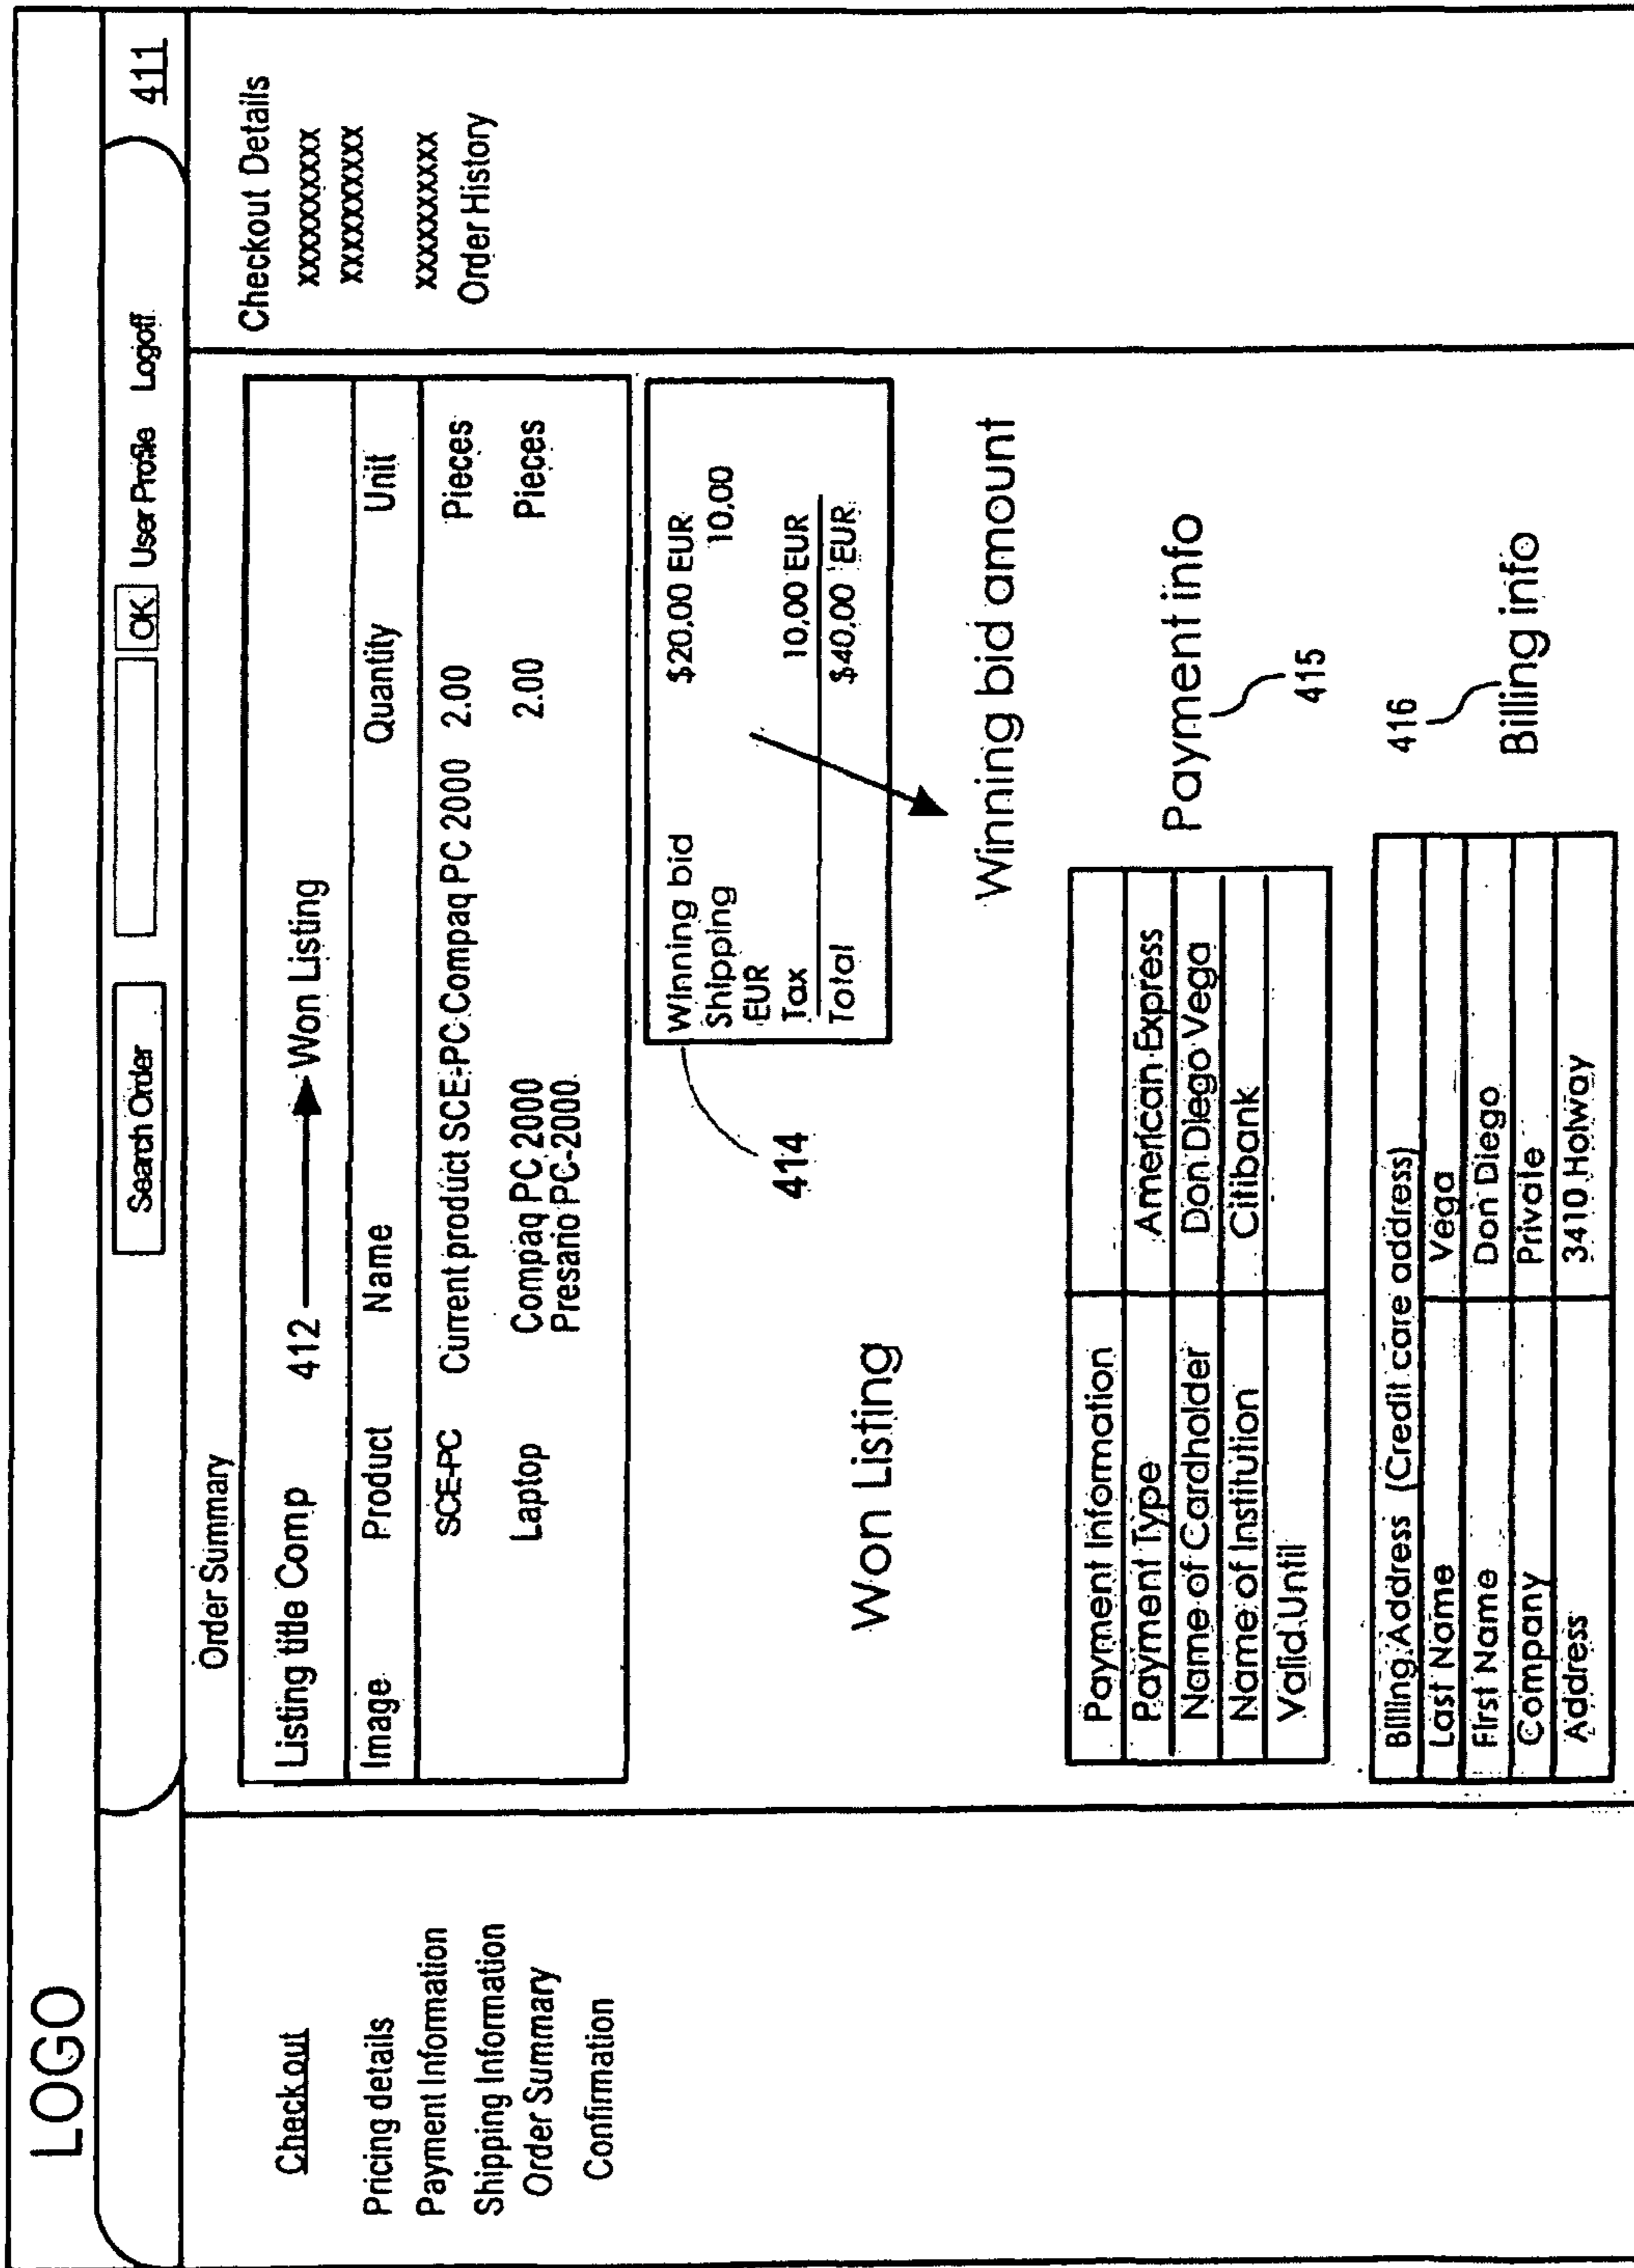 LOGO
Search Order OK User Profile Logoff 411
Check out
Pricing details
Payment Information
Shipping Information
Order Summary
Confirmation
Order Summary
Listing title Comp 412 Won Listing
Image Product Name Quantity Unit
SCE-PC Current product SCE-PC Compaq PC 2000 2.00 Pieces
Laptop Compaq PC 2000 2.00 Pieces
Presario PC-2000
Winning bid $20,00 EUR
Shipping 10,00
EUR
Tax 10,00 EUR
Total $40,00 EUR
414
Won Listing
Winning bid amount
Payment Information
Payment Type American Express
Name of Cardholder Don Diego Vega
Name of Institution Citibank
Valid Until
Payment info
415
Billing Address (Credit care address)
Last Name Vega
First Name Don Diego
Company Private
Address 3410 Holway
416
Billing info
Checkout Details
xxxxxxxxx
xxxxxxxxx
xxxxxxxxx
Order History